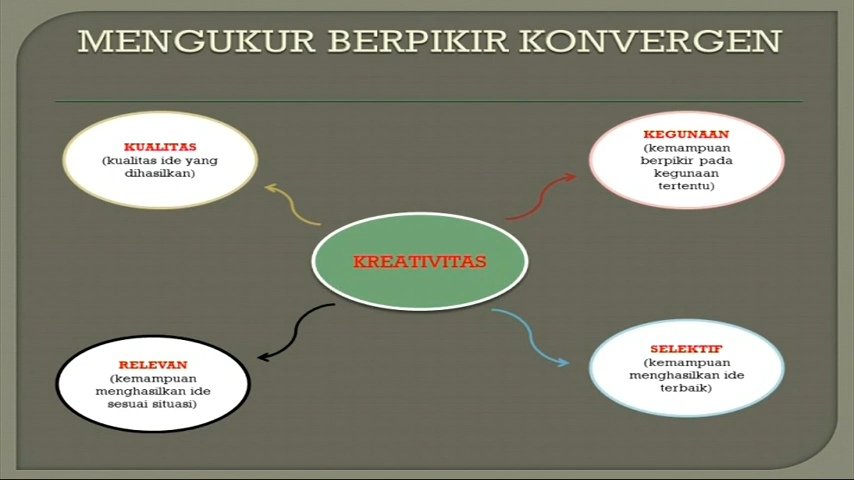 MENGUKUR BERPIKIR KONVERGEN
KUALITAS
(kualitas ide yang
dihasilkan)
KEGUNAAN
(kemampuan
berpikir pada
kegunaan
tertentu)
KREATIVITAS
RELEVAN
(kemampuan
menghasilkan ide
sesuai situasi)
SELEKTIF
(kemampuan
menghasilkan ide
terbaik)